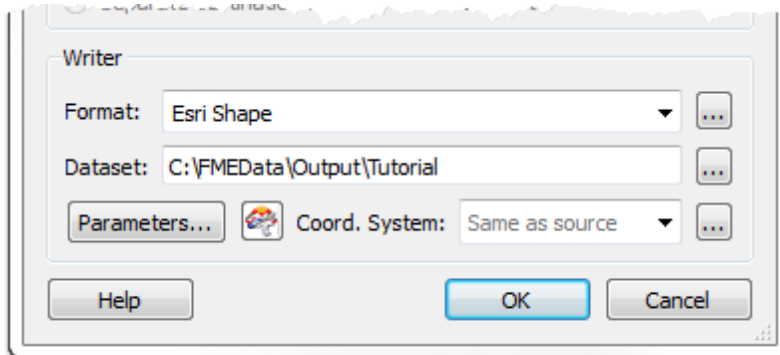 Writer
Format: Esri Shape ...
Dataset: C:\FMEData\Output\Tutorial ...
Parameters... Coord. System: Same as source ...
Help OK Cancel